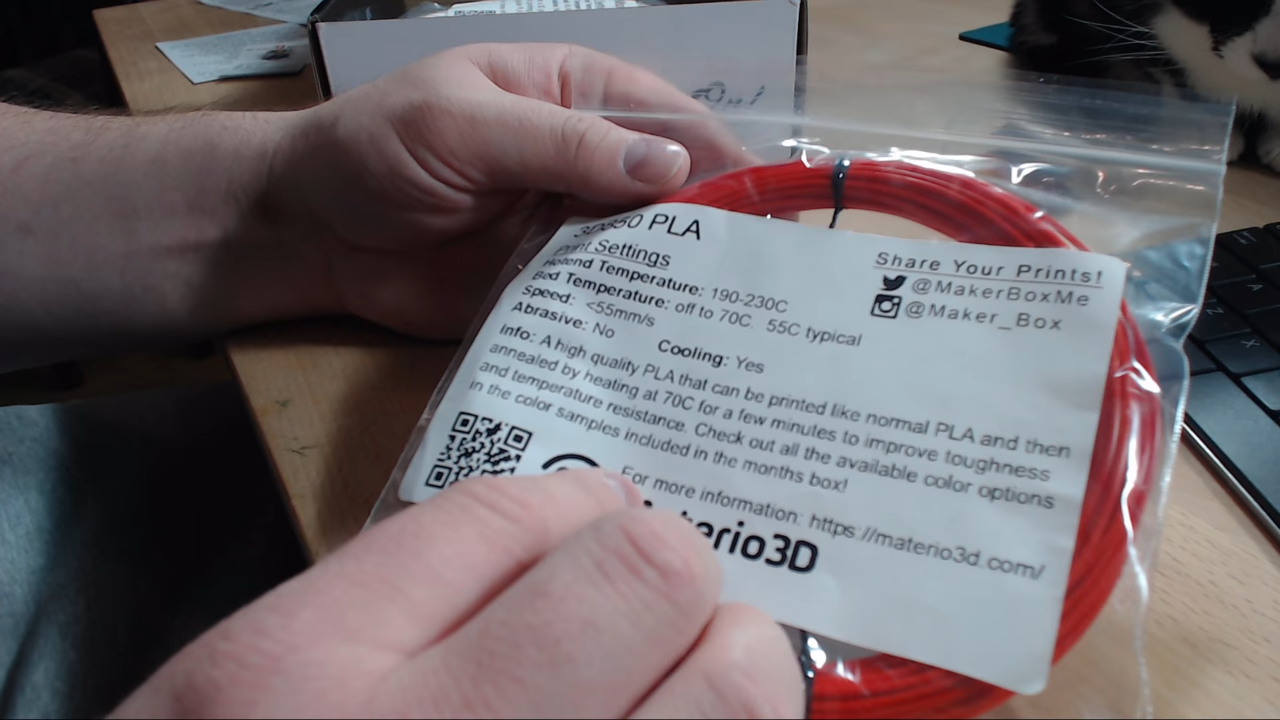 3D850 PLA
Print Settings
Hotend Temperature: 190-230C
Bed Temperature: off to 70C, 55C typical
Speed: <55mm/s
Abrasive: No
Cooling: Yes
Info: A high quality PLA that can be printed like normal PLA and then
annealed by heating at 70C for a few minutes to improve toughness
and temperature resistance. Check out all the available color options
in the color samples included in the months box!
Share Your Prints!
@MakerBoxMe
@Maker_Box
For more information: https://materio3d.com/
terio3D
A
Z
X